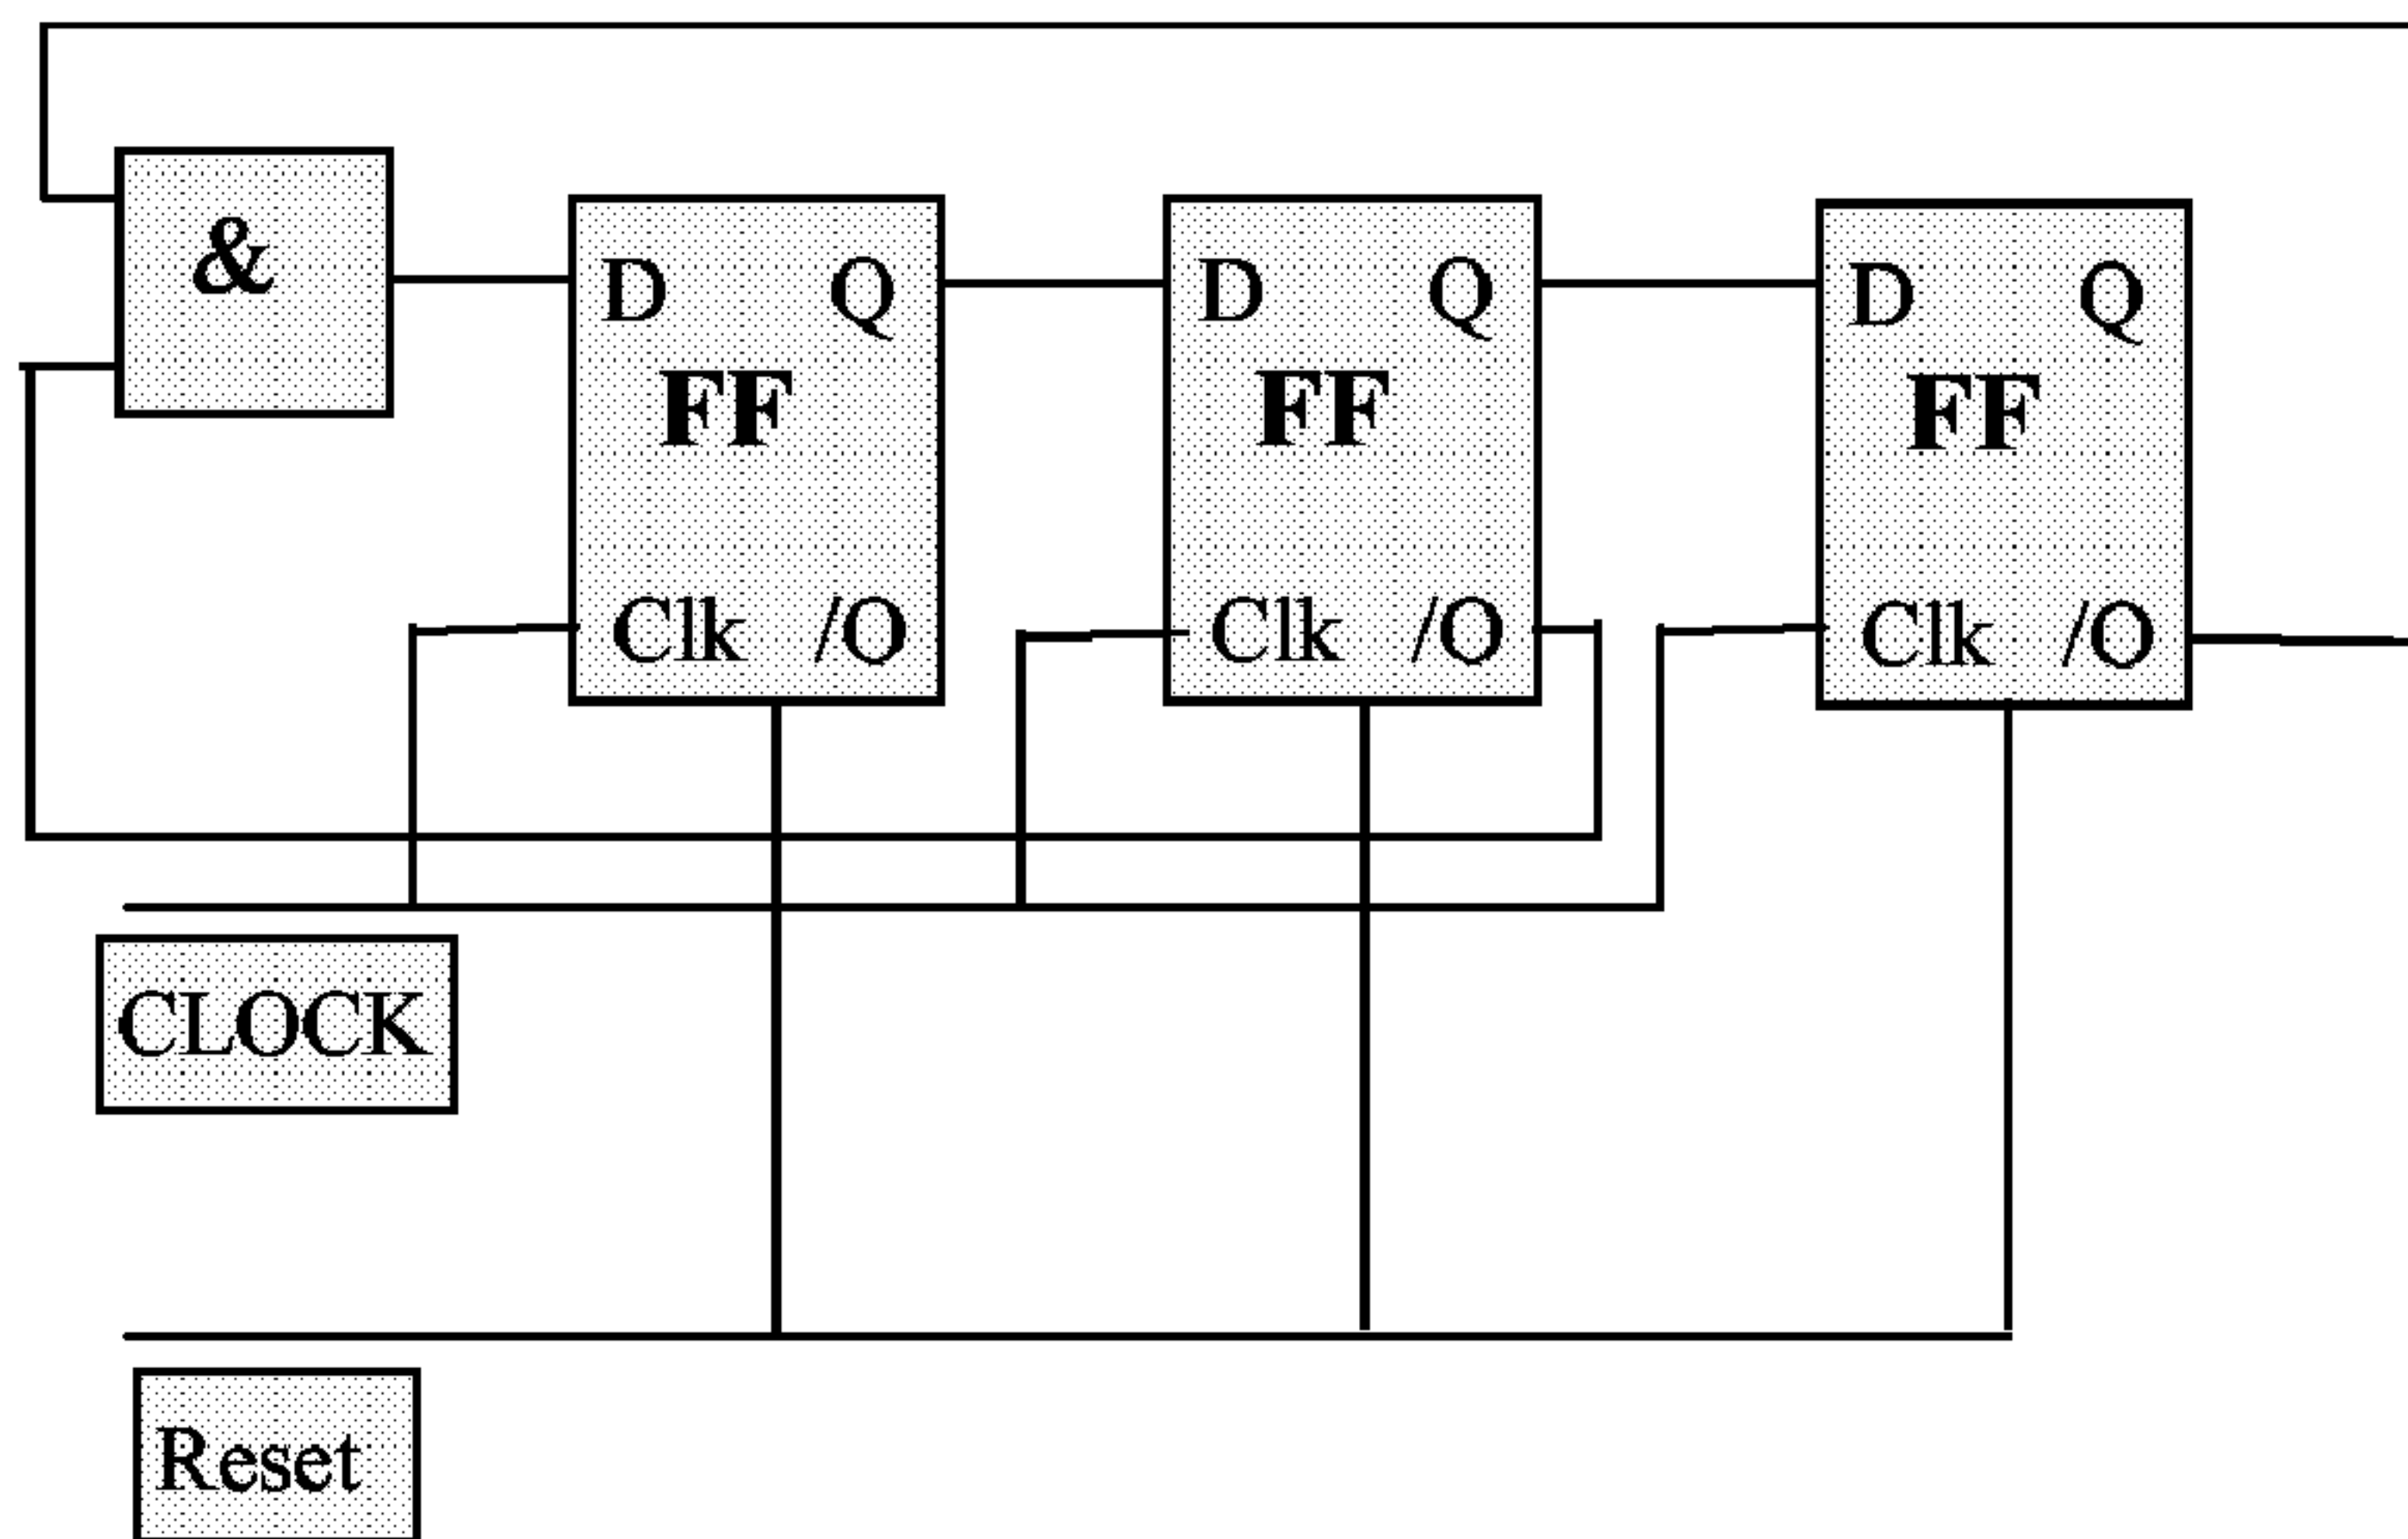 &
D Q
FF
Clk /O
D Q
FF
Clk /O
D Q
FF
Clk /O
CLOCK
Reset